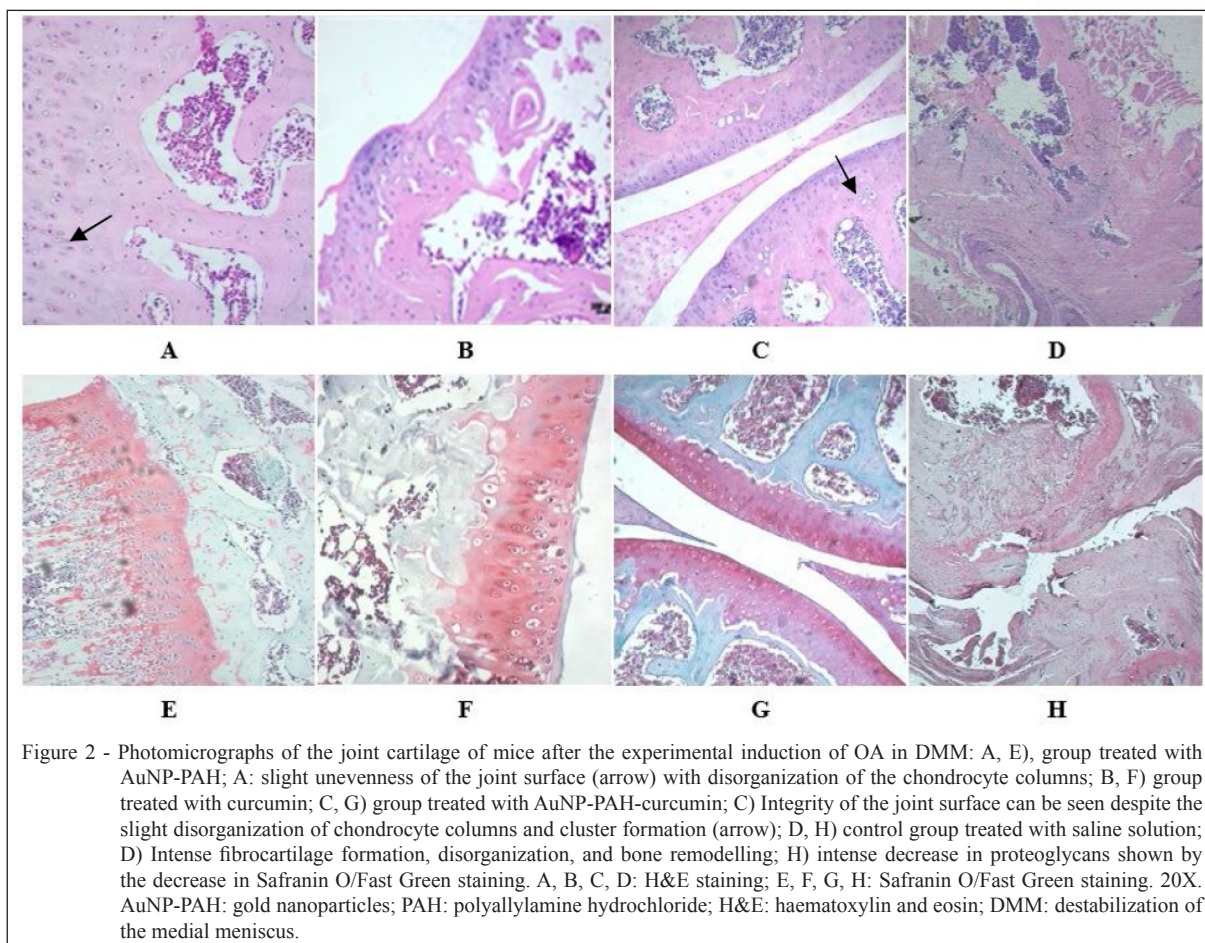 A B C D
E F G H
Figure 2 - Photomicrographs of the joint cartilage of mice after the experimental induction of OA in DMM: A, E), group treated with
AuNP-PAH; A: slight unevenness of the joint surface (arrow) with disorganization of the chondrocyte columns; B, F) group
treated with curcumin; C, G) group treated with AuNP-PAH-curcumin; C) Integrity of the joint surface can be seen despite the
slight disorganization of chondrocyte columns and cluster formation (arrow); D, H) control group treated with saline solution;
D) Intense fibrocartilage formation, disorganization, and bone remodelling; H) intense decrease in proteoglycans shown by
the decrease in Safranin O/Fast Green staining. A, B, C, D: H&E staining; E, F, G, H: Safranin O/Fast Green staining. 20X.
AuNP-PAH: gold nanoparticles; PAH: polyallylamine hydrochloride; H&E: haematoxylin and eosin; DMM: destabilization of
the medial meniscus.